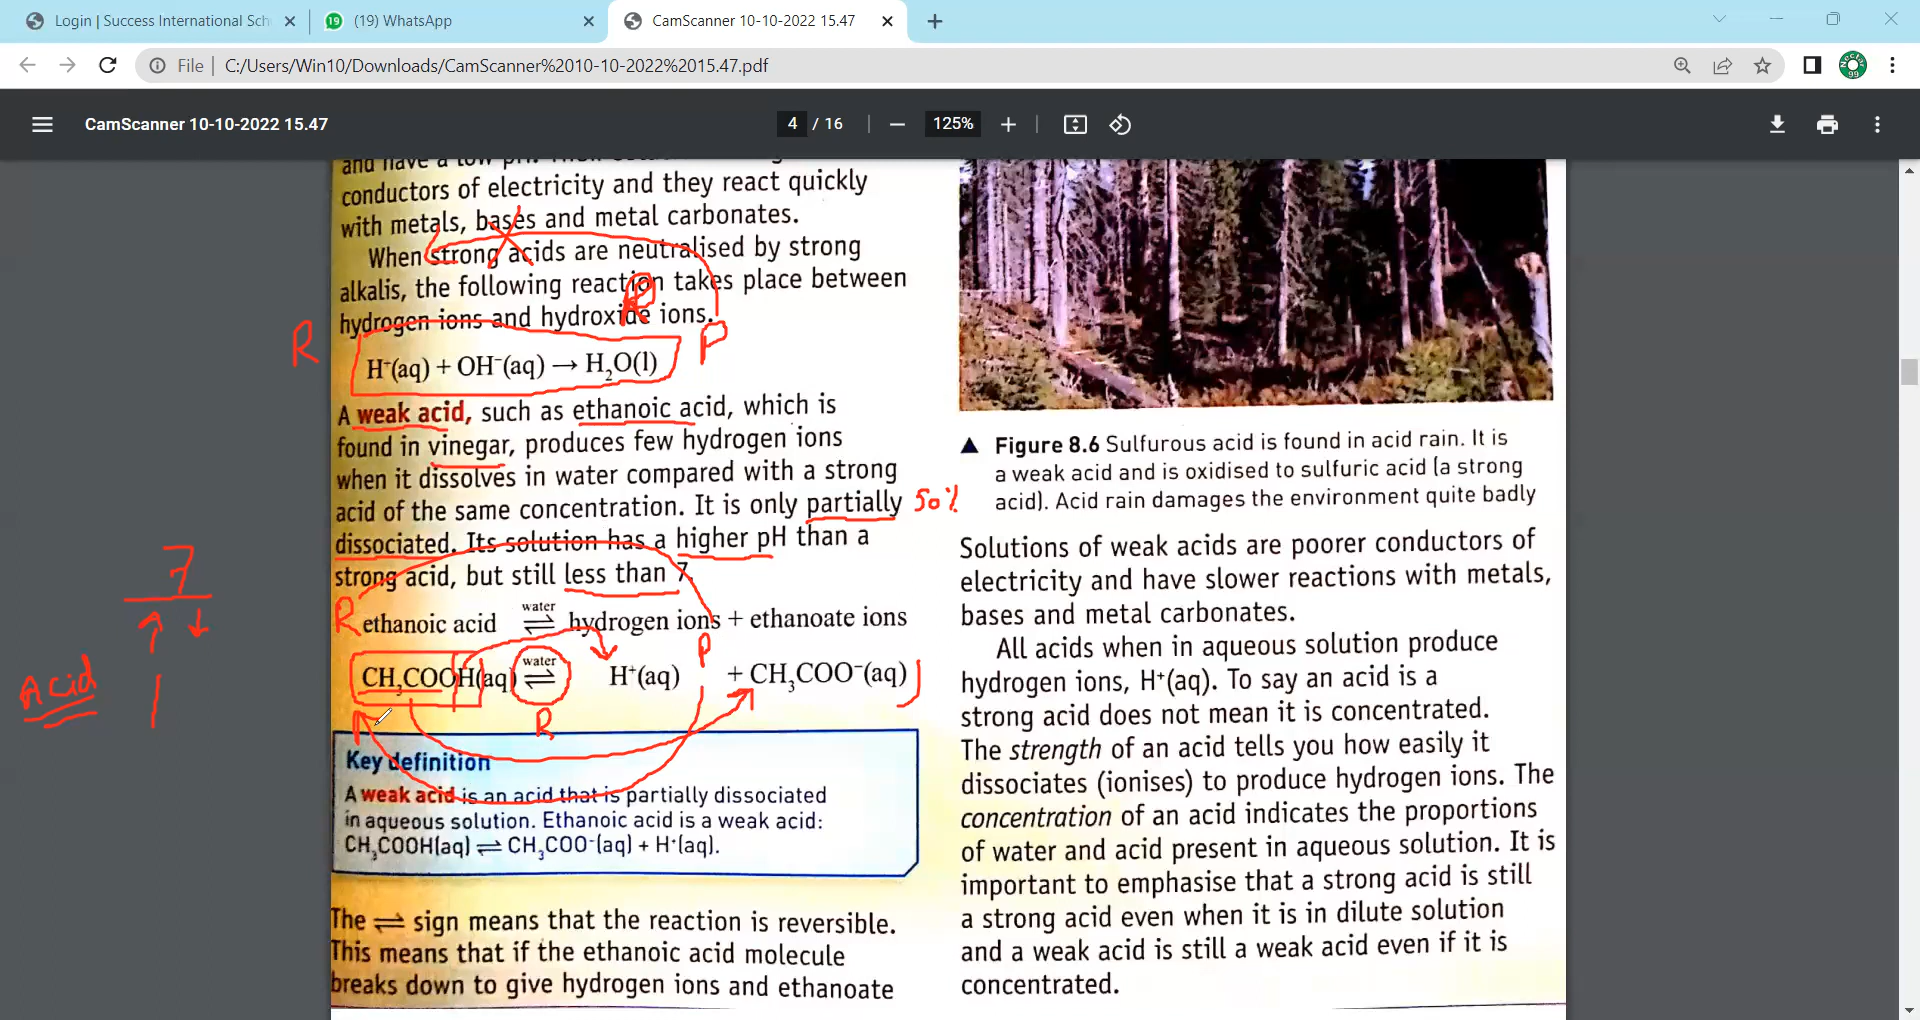 Login | Success International Sch
(19) WhatsApp
CamScanner 10-10-2022 15.47
File
C:/Users/Win10/Downloads/CamScanner%2010-10-2022%2015.47.pdf
CamScanner 10-10-2022 15.47
4 / 16
125%
conductors of electricity and they react quickly
with metals, bases and metal carbonates.
When strong acids are neutralised by strong
alkalis, the following reaction takes place between
hydrogen ions and hydroxide ions.
R
R
P
H⁺(aq) + OH⁻(aq) → H₂O(l)
A weak acid, such as ethanoic acid, which is
found in vinegar, produces few hydrogen ions
when it dissolves in water compared with a strong
acid of the same concentration. It is only partially 50%
dissociated. Its solution has a higher pH than a
strong acid, but still less than 7.
R ethanoic acid water ⇌ hydrogen ions + ethanoate ions
P
CH₃COOH(aq) water ⇌ H⁺(aq) + CH₃COO⁻(aq)
R
7
7
Acid
1
Key definition
A weak acid is an acid that is partially dissociated
in aqueous solution. Ethanoic acid is a weak acid:
CH₃COOH(aq) ⇌ CH₃COO⁻(aq) + H⁺(aq).
The ⇌ sign means that the reaction is reversible.
This means that if the ethanoic acid molecule
breaks down to give hydrogen ions and ethanoate
▲ Figure 8.6 Sulfurous acid is found in acid rain. It is
a weak acid and is oxidised to sulfuric acid (a strong
acid). Acid rain damages the environment quite badly
Solutions of weak acids are poorer conductors of
electricity and have slower reactions with metals,
bases and metal carbonates.
All acids when in aqueous solution produce
hydrogen ions, H⁺(aq). To say an acid is a
strong acid does not mean it is concentrated.
The strength of an acid tells you how easily it
dissociates (ionises) to produce hydrogen ions. The
concentration of an acid indicates the proportions
of water and acid present in aqueous solution. It is
important to emphasise that a strong acid is still
a strong acid even when it is in dilute solution
and a weak acid is still a weak acid even if it is
concentrated.